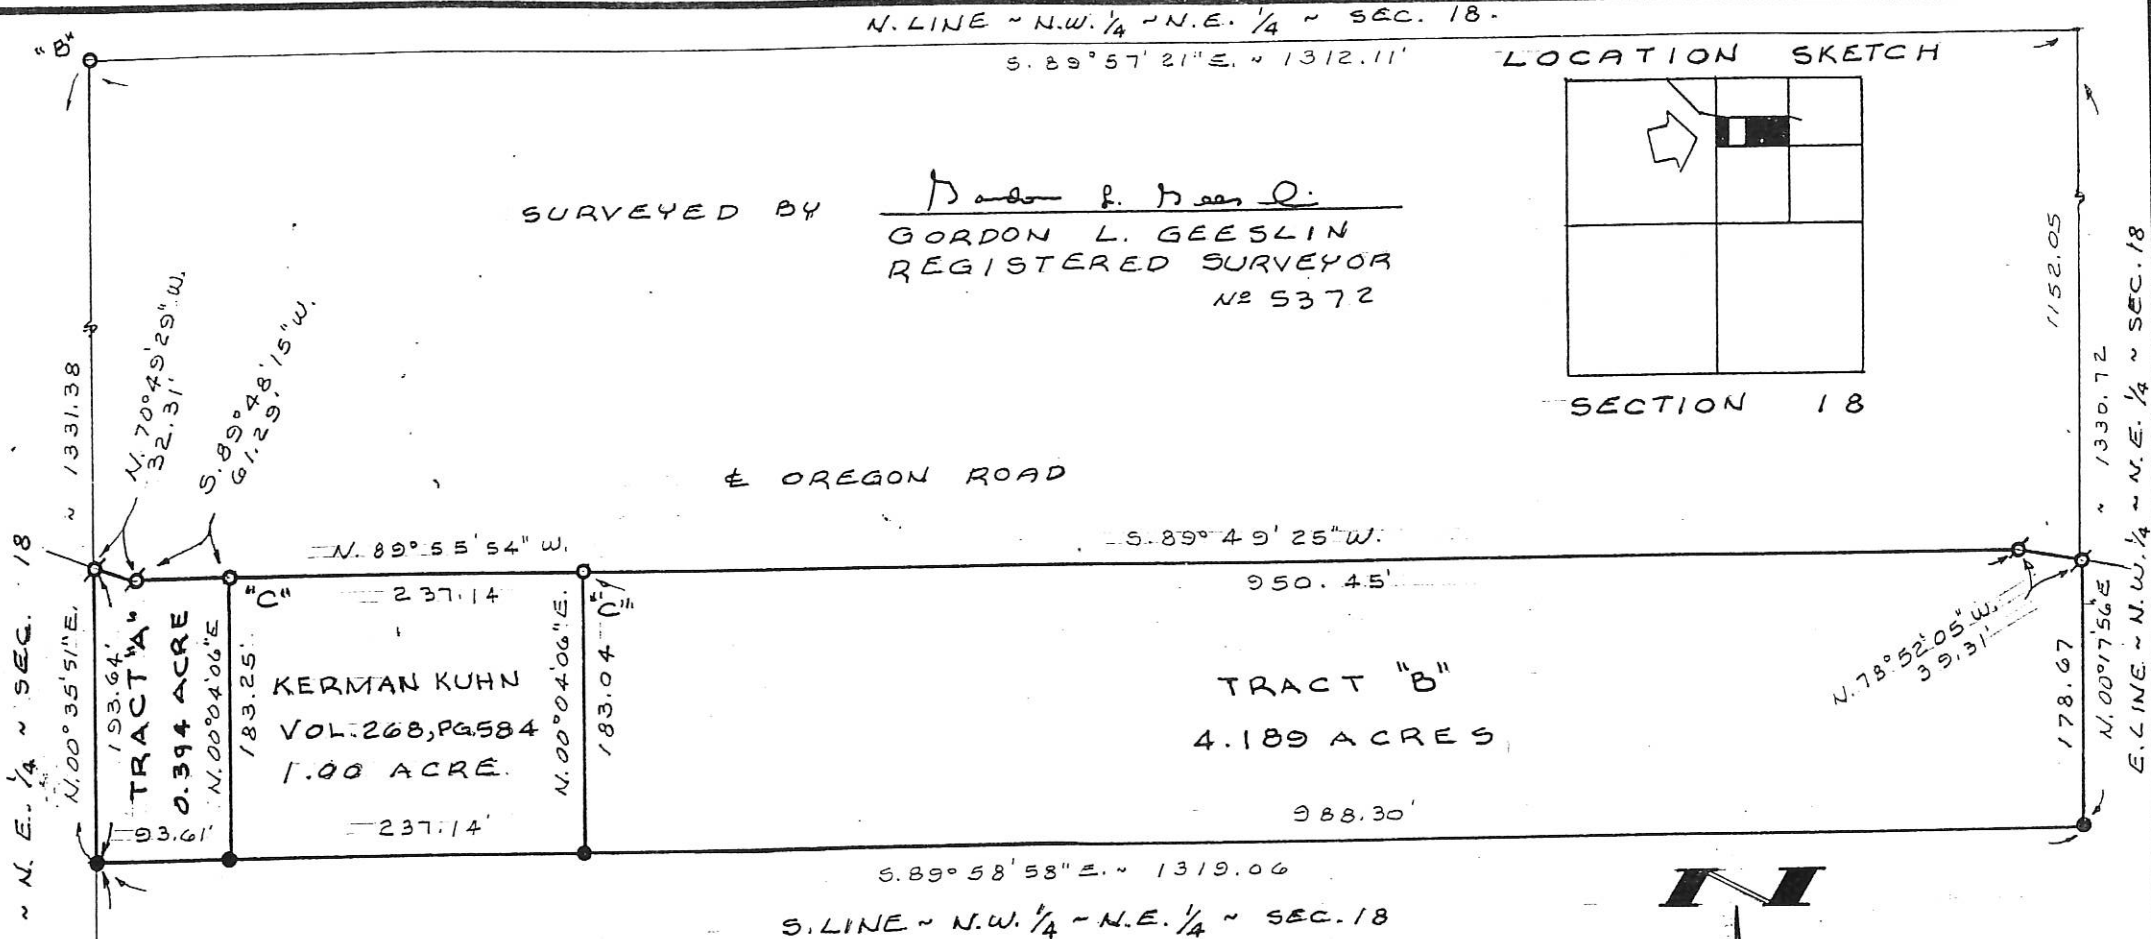 N. LINE ~ N.W. 1/4 ~ N.E. 1/4 ~ SEC. 18.
"B"
S. 89°57'21"E. ~ 1312.11'
LOCATION SKETCH
SURVEYED BY
GORDON L. GEESLIN
REGISTERED SURVEYOR
Nº 5372
SECTION 18
1152.05
N.00°17'56"E ~ 1330.72
E. LINE ~ N.W. 1/4 ~ N.E. 1/4 ~ SEC. 18
N.00°35'51"E. ~ 1331.38
~ N.E. 1/4 ~ SEC. 18
N. 70°49'29" W.
32.31'
S. 89°48'15" W.
61.29'
₠ OREGON ROAD
N. 89°55'54" W.
237.14
S. 89°49'25" W.
950.45'
"C"
"C"
N. 78°52'05" W.
39.31'
193.64'
TRACT "A"
0.394 ACRE
N.00°04'06"E
183.25'
KERMAN KUHN
VOL. 268, PG. 584
1.00 ACRE.
N.00°04'06"E.
183.04
TRACT "B"
4.189 ACRES
178.67
93.61'
237.14'
988.30'
S. 89°58'58" E. ~ 1319.06
S. LINE ~ N.W. 1/4 ~ N.E. 1/4 ~ SEC. 18
N